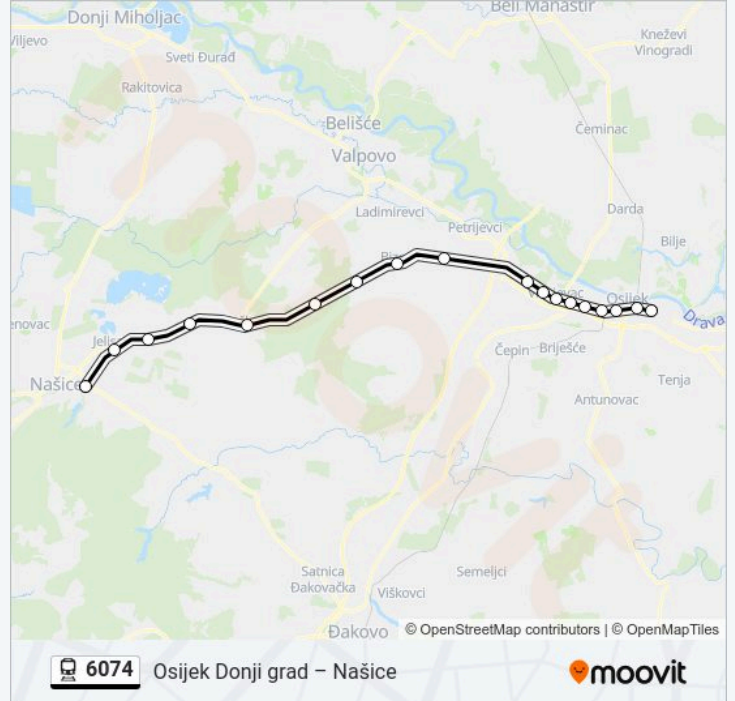 Donji Miholjac
Beli Manastir
Viljevo
Kneževi
Vinogradi
Sveti Đurađ
Rakitovica
Belišće
Čeminac
Valpovo
Ladimirevci
Darda
Petrijevci
Bilje
Osijek
Drava
Čepin
Briješće
Našice
Tenja
Antunovac
Satnica
Đakovačka
Semeljci
Viškovci
Đakovo
© OpenStreetMap contributors | © OpenMapTiles
6074 Osijek Donji grad – Našice
moovit